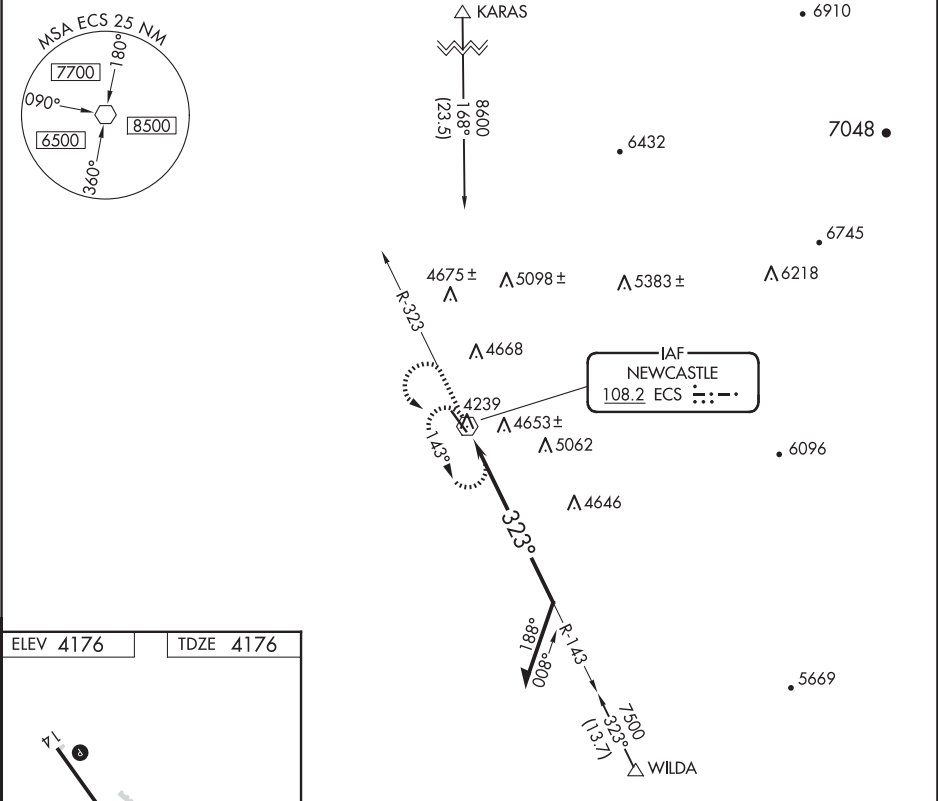 MSA ECS 25 NM
180°
7700
090°
8500
6500
360°
KARAS
6910
8600
168°
(23.5)
6432
7048
6745
4675 ±
5098 ±
5383 ±
6218
R-323
4668
IAF
NEWCASTLE
108.2 ECS
4239
4653 ±
143°
5062
6096
4646
323°
188°
008°
R-143
5669
7500
323°
(13.7)
WILDA
ELEV 4176
TDZE 4176
14
P